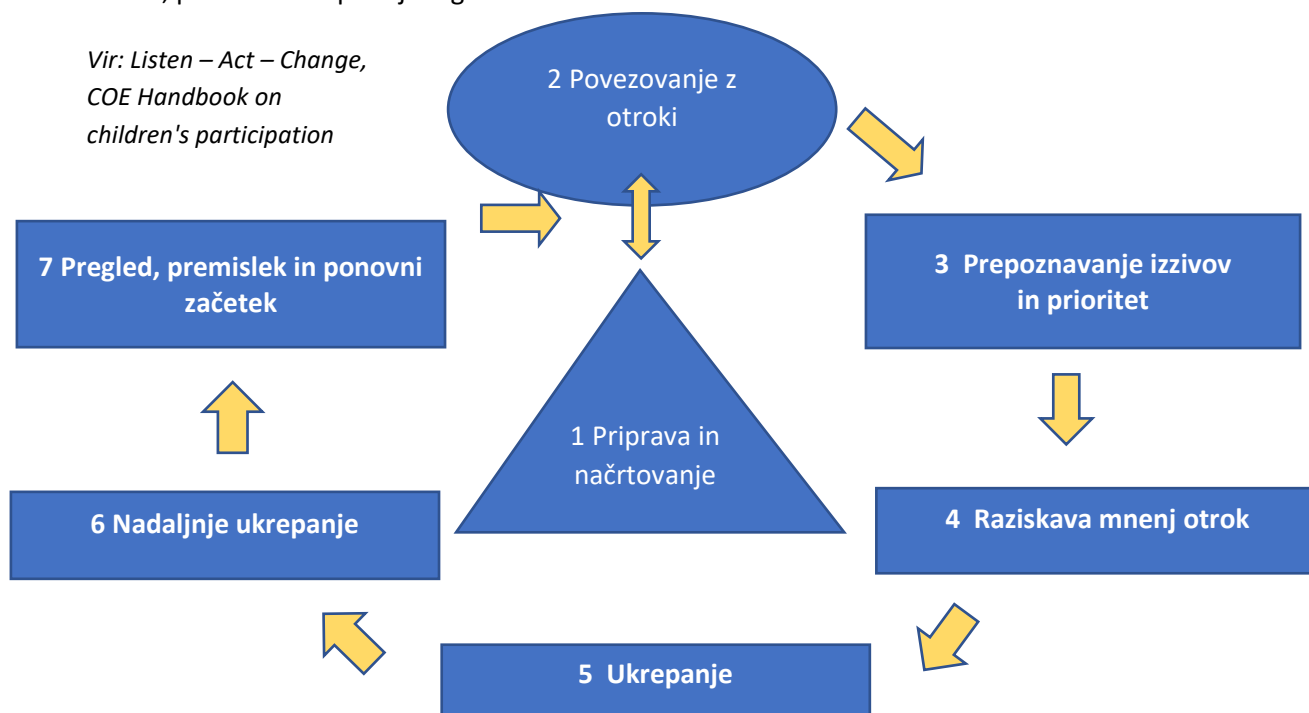 Vir: Listen – Act – Change,
COE Handbook on
children's participation
2 Povezovanje z
otroki
3 Prepoznavanje izzivov
in prioritet
4 Raziskava mnenj otrok
5 Ukrepanje
6 Nadaljnje ukrepanje
7 Pregled, premislek in ponovni
začetek
1 Priprava in
načrtovanje